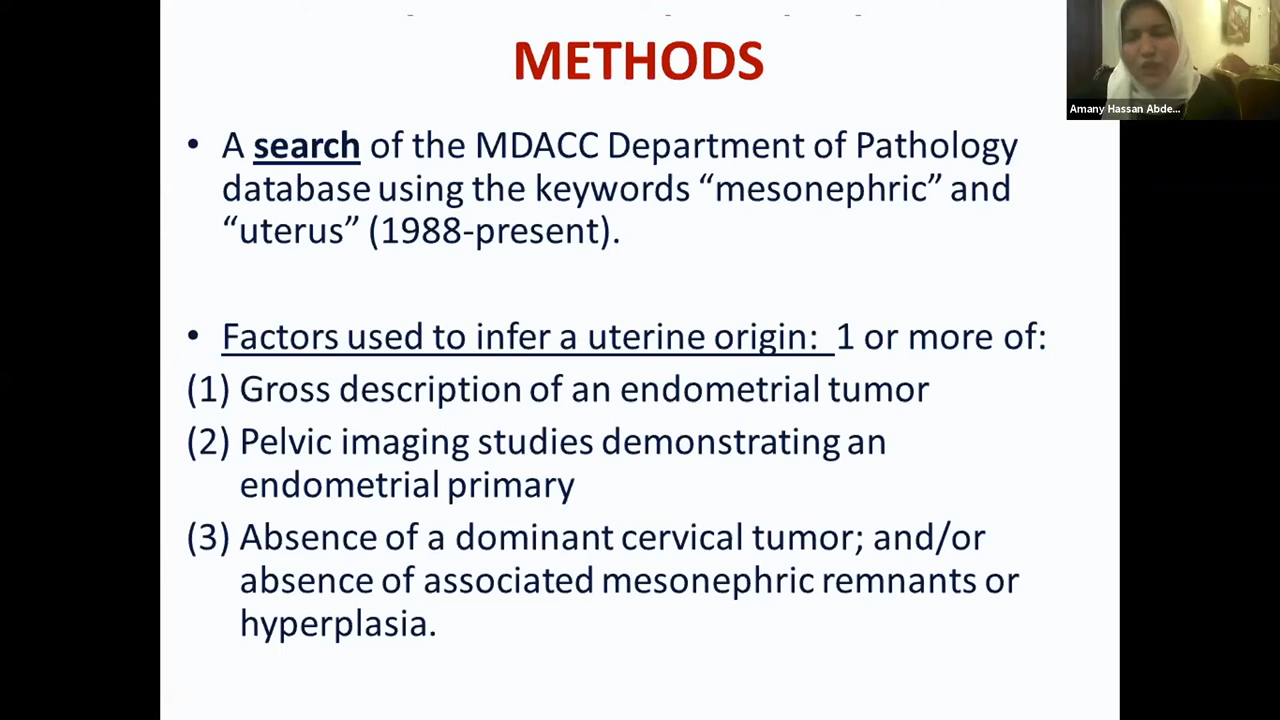 METHODS
Amany Hassan Abde...
• A search of the MDACC Department of Pathology
database using the keywords “mesonephric” and
“uterus” (1988-present).
• Factors used to infer a uterine origin: 1 or more of:
(1) Gross description of an endometrial tumor
(2) Pelvic imaging studies demonstrating an
endometrial primary
(3) Absence of a dominant cervical tumor; and/or
absence of associated mesonephric remnants or
hyperplasia.